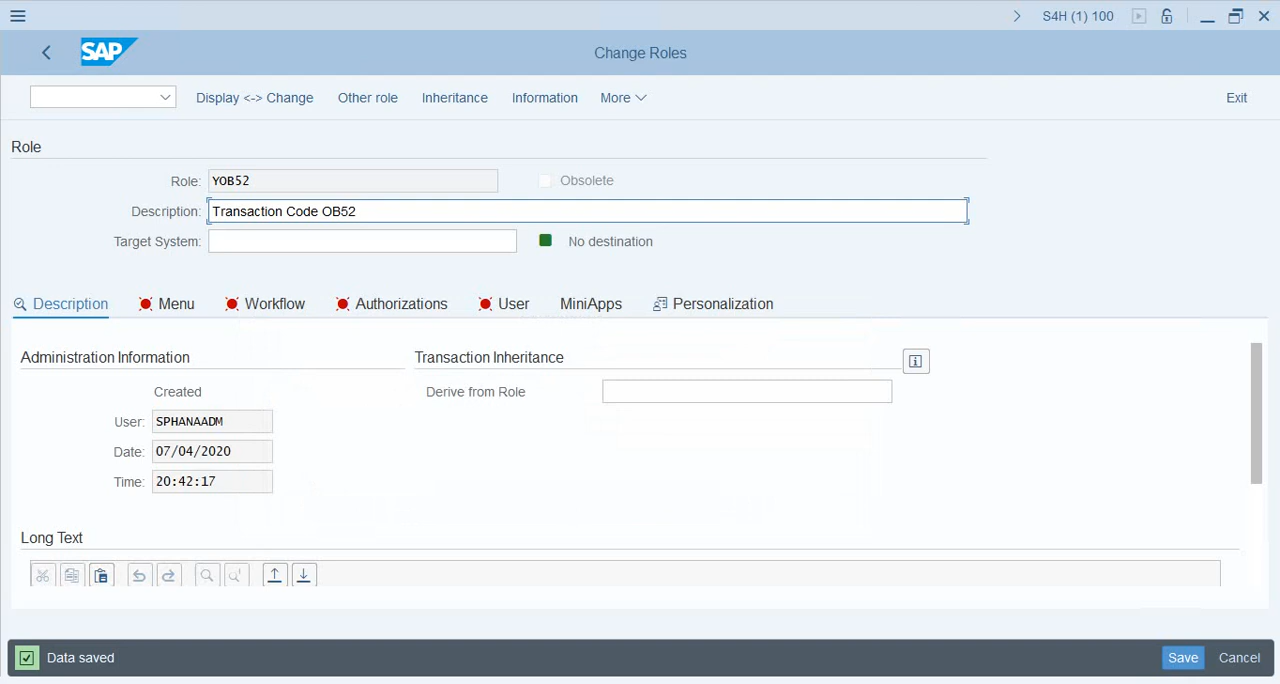 S4H (1) 100
SAP
Change Roles
Display <-> Change Other role Inheritance Information More Exit
Role
Role: YOB52 Obsolete
Description: Transaction Code OB52
Target System: No destination
Description Menu Workflow Authorizations User MiniApps Personalization
Administration Information Transaction Inheritance
Created Derive from Role
User: SPHANAADM
Date: 07/04/2020
Time: 20:42:17
Long Text
Data saved Save Cancel